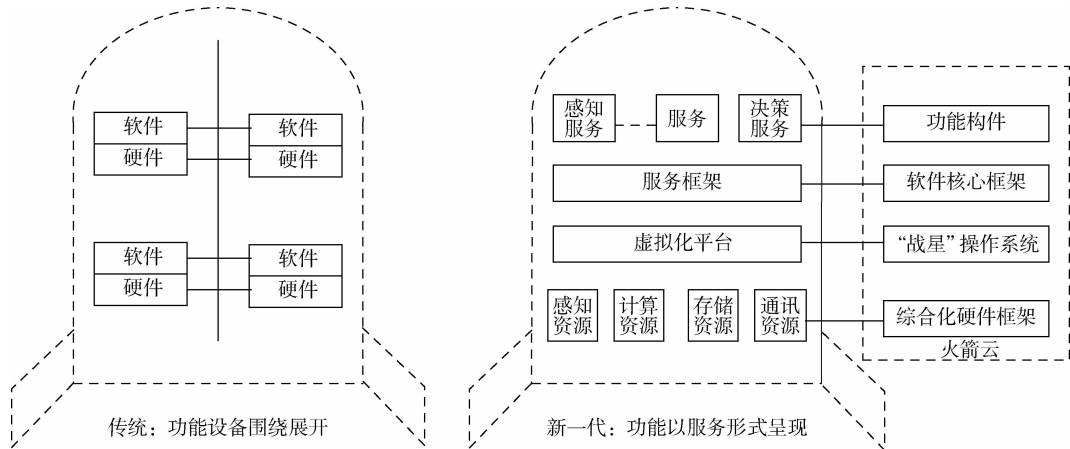 软件
硬件
软件
硬件
软件
硬件
软件
硬件
传统：功能设备围绕展开
感知
服务
服务
决策
服务
服务框架
虚拟化平台
感知
资源
计算
资源
存储
资源
通讯
资源
功能构件
软件核心框架
“战星”操作系统
综合化硬件框架
火箭云
新一代：功能以服务形式呈现